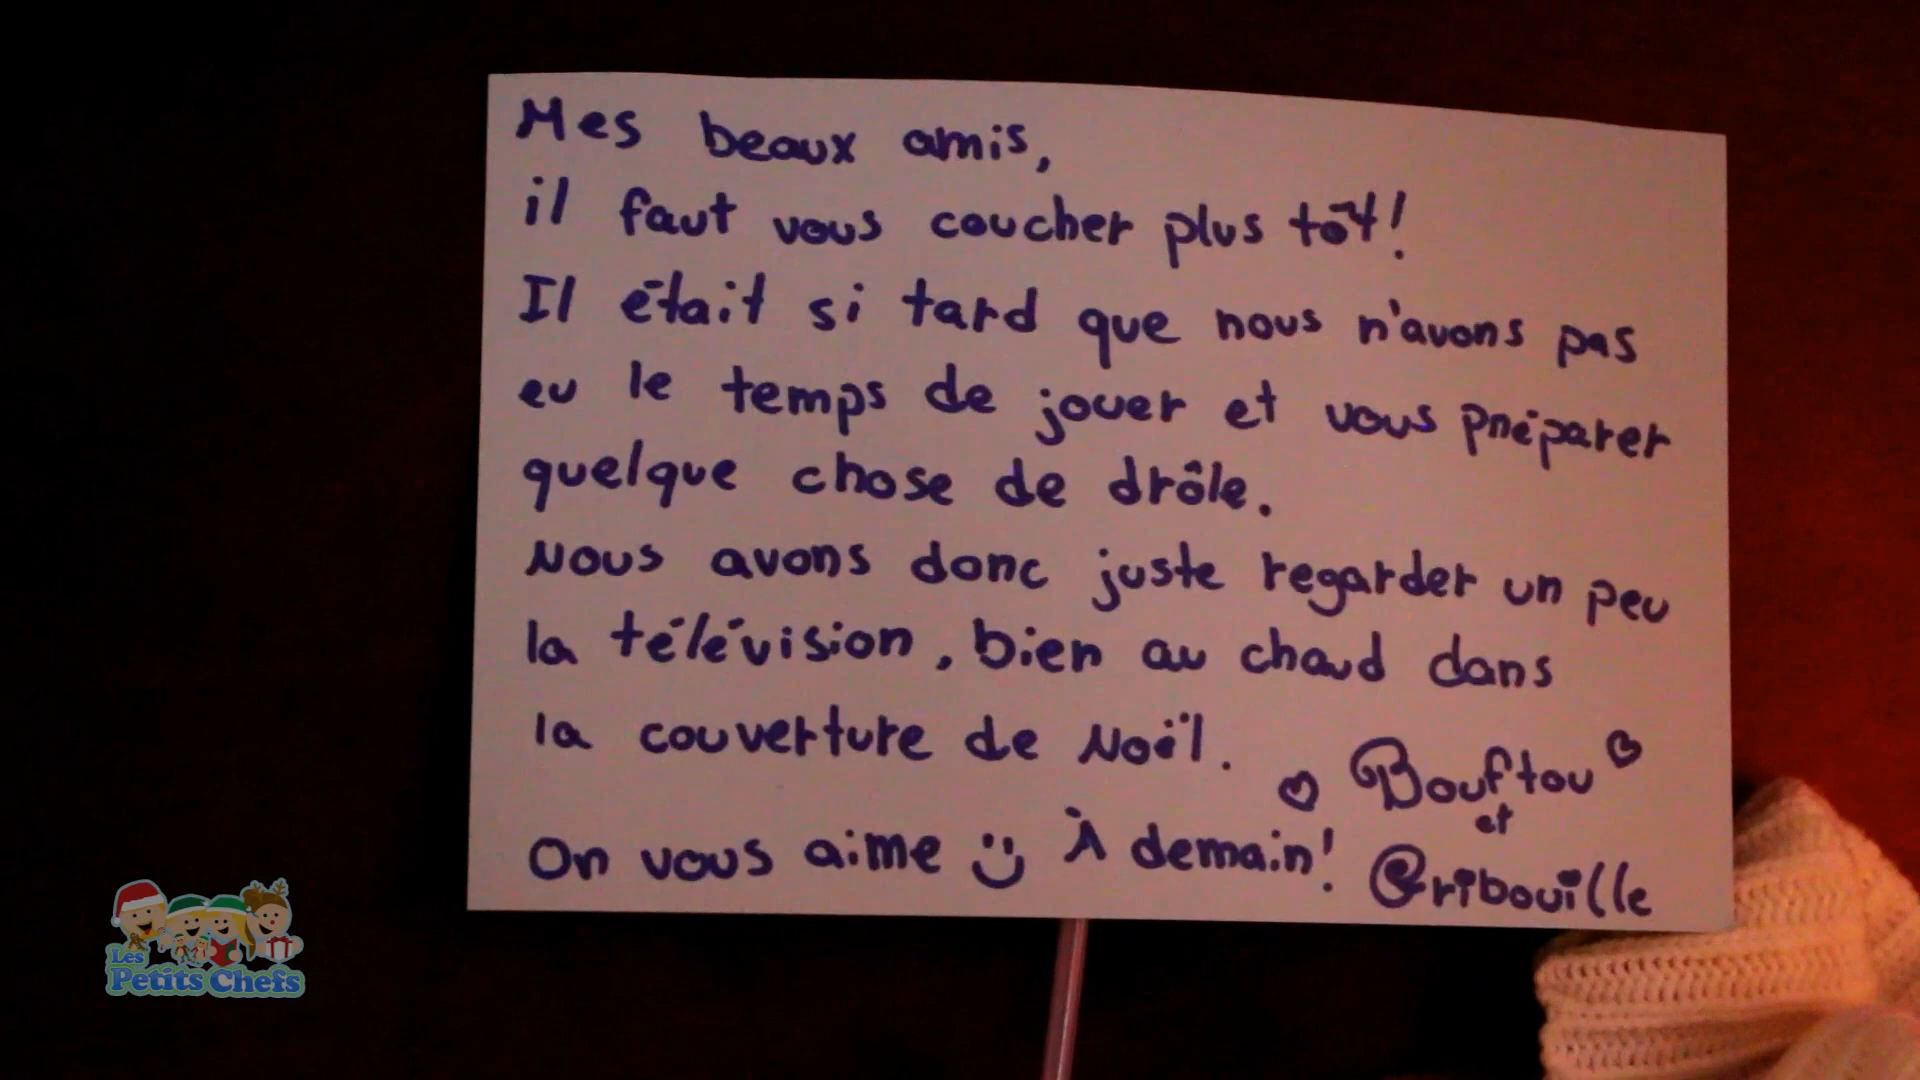 Mes beaux amis,
il faut vous coucher plus tôt!
Il était si tard que nous n'avons pas
eu le temps de jouer et vous préparer
quelque chose de drôle.
Nous avons donc juste regarder un peu
la télévision, bien au chaud dans
la couverture de Noël.
On vous aime À demain!
Bouftou
et
Gribouille
Les
Petits Chefs